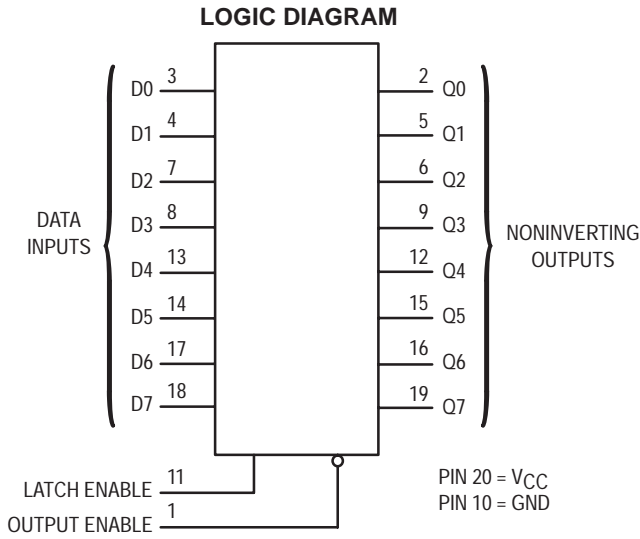 LOGIC DIAGRAM
D0 3
D1 4
D2 7
D3 8
D4 13
D5 14
D6 17
D7 18
DATA
INPUTS
2 Q0
5 Q1
6 Q2
9 Q3
12 Q4
15 Q5
16 Q6
19 Q7
NONINVERTING
OUTPUTS
LATCH ENABLE 11
OUTPUT ENABLE 1
PIN 20 = VCC
PIN 10 = GND